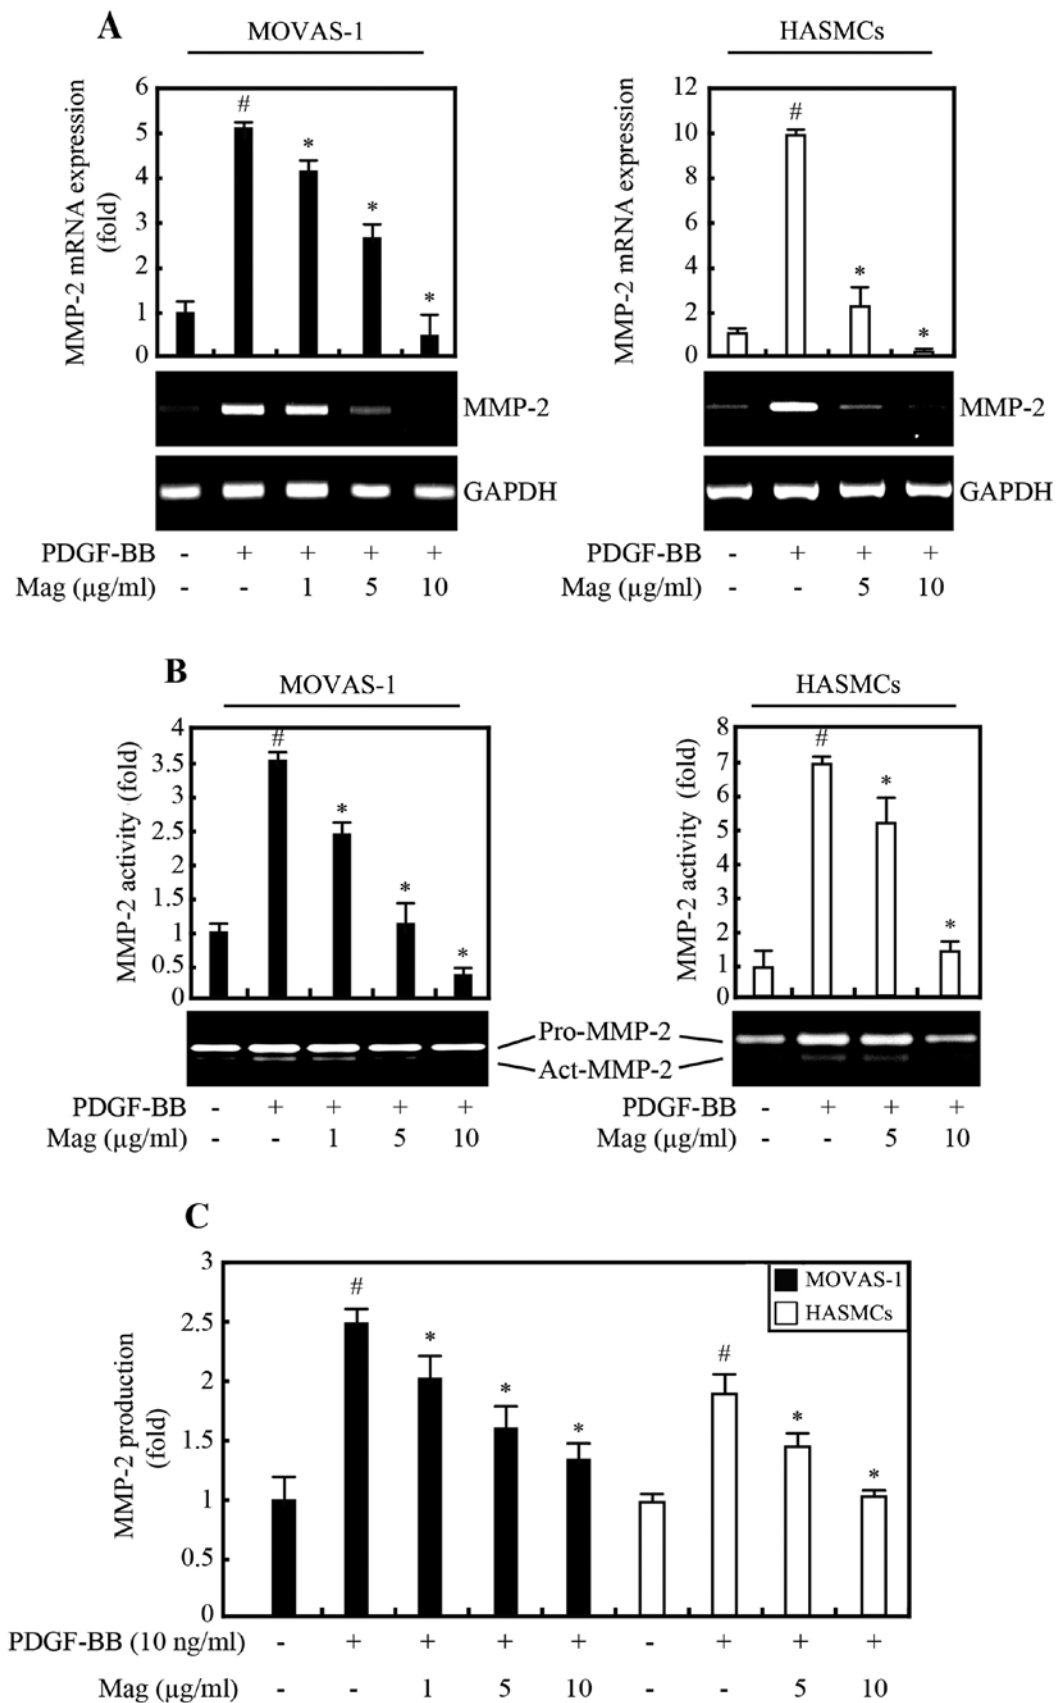 A
MOVAS-1
HASMCs
MMP-2 mRNA expression
(fold)
6
5
4
3
2
1
0
#
*
*
*
MMP-2 mRNA expression
12
10
8
6
4
2
0
#
*
*
MMP-2
MMP-2
GAPDH
GAPDH
PDGF-BB - + + + +
Mag (µg/ml) - - 1 5 10
PDGF-BB - + + +
Mag (µg/ml) - - 5 10
B
MOVAS-1
HASMCs
MMP-2 activity (fold)
4
3.5
3
2.5
2
1.5
1
0.5
0
#
*
*
*
MMP-2 activity (fold)
8
7
6
5
4
3
2
1
0
#
*
*
Pro-MMP-2
Act-MMP-2
PDGF-BB - + + + +
Mag (µg/ml) - - 1 5 10
PDGF-BB - + + +
Mag (µg/ml) - - 5 10
C
MMP-2 production
(fold)
3
2.5
2
1.5
1
0.5
0
#
*
*
*
#
*
*
MOVAS-1
HASMCs
PDGF-BB (10 ng/ml) - + + + + - + + +
Mag (µg/ml) - - 1 5 10 - - 5 10